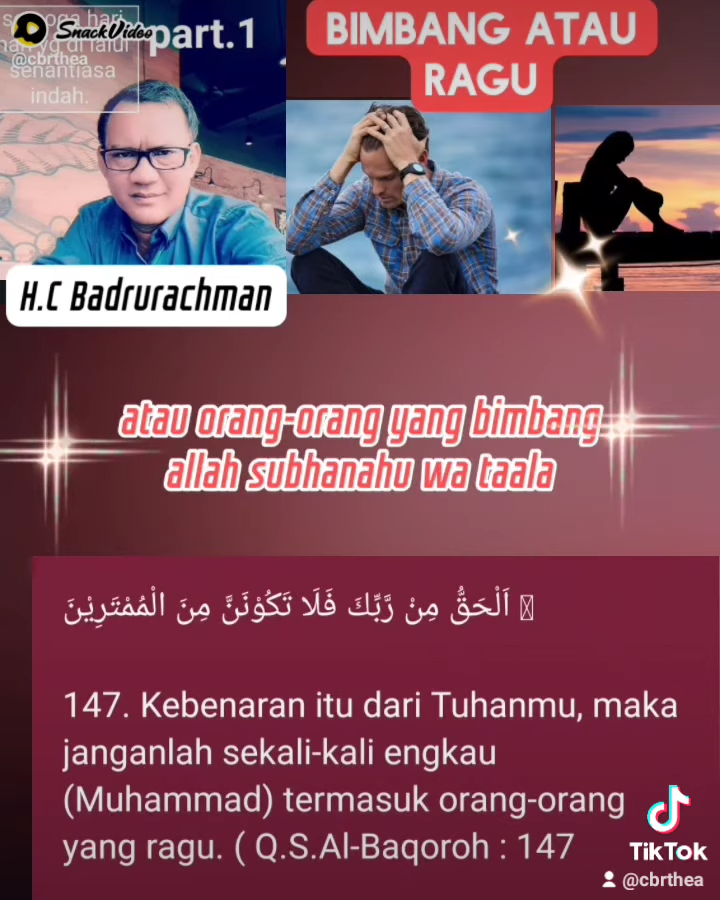 SnackVideo
@cbrthea
senantiasa
indah.
part.1
BIMBANG ATAU
RAGU
H.C Badrurachman
atau orang-orang yang bimbang
allah subhanahu wa taala
اَلْحَقُّ مِنْ رَّبِّكَ فَلَا تَكُوْنَنَّ مِنَ الْمُمْتَرِيْنَ
147. Kebenaran itu dari Tuhanmu, maka
janganlah sekali-kali engkau
(Muhammad) termasuk orang-orang
yang ragu. ( Q.S.Al-Baqoroh : 147
TikTok
@cbrthea